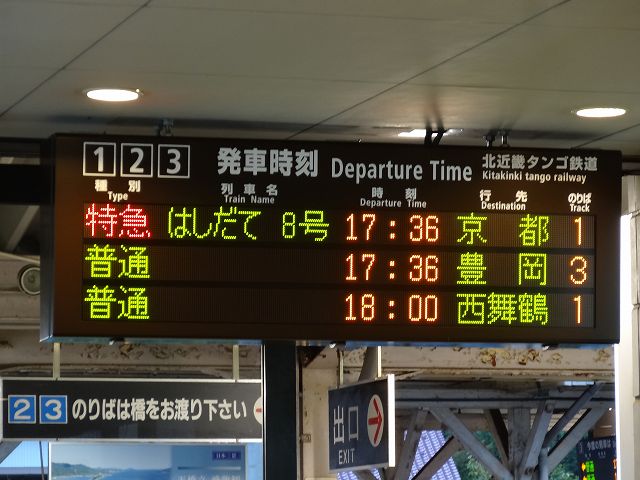 1 2 3 発車時刻 Departure Time 北近畿タンゴ鉄道
Kitakinki tango railway
種別 列車名 時刻 行先 のりば
Type Train Name Departure Time Destination Track
特急 はしだて 8号 17:36 京都 1
普通 17:36 豊岡 3
普通 18:00 西舞鶴 1
2 3 のりばは橋をお渡り下さい
出口
EXIT